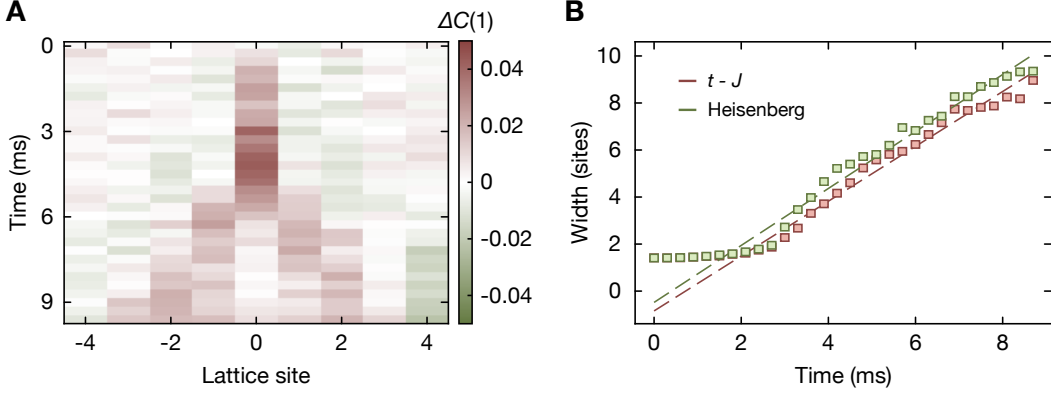 A
ΔC(1)
0
3
6
9
Time (ms)
-4
-2
0
2
4
Lattice site
0.04
0.02
0
-0.02
-0.04
B
10
8
6
4
2
0
Width (sites)
t - J
Heisenberg
0
2
4
6
8
Time (ms)